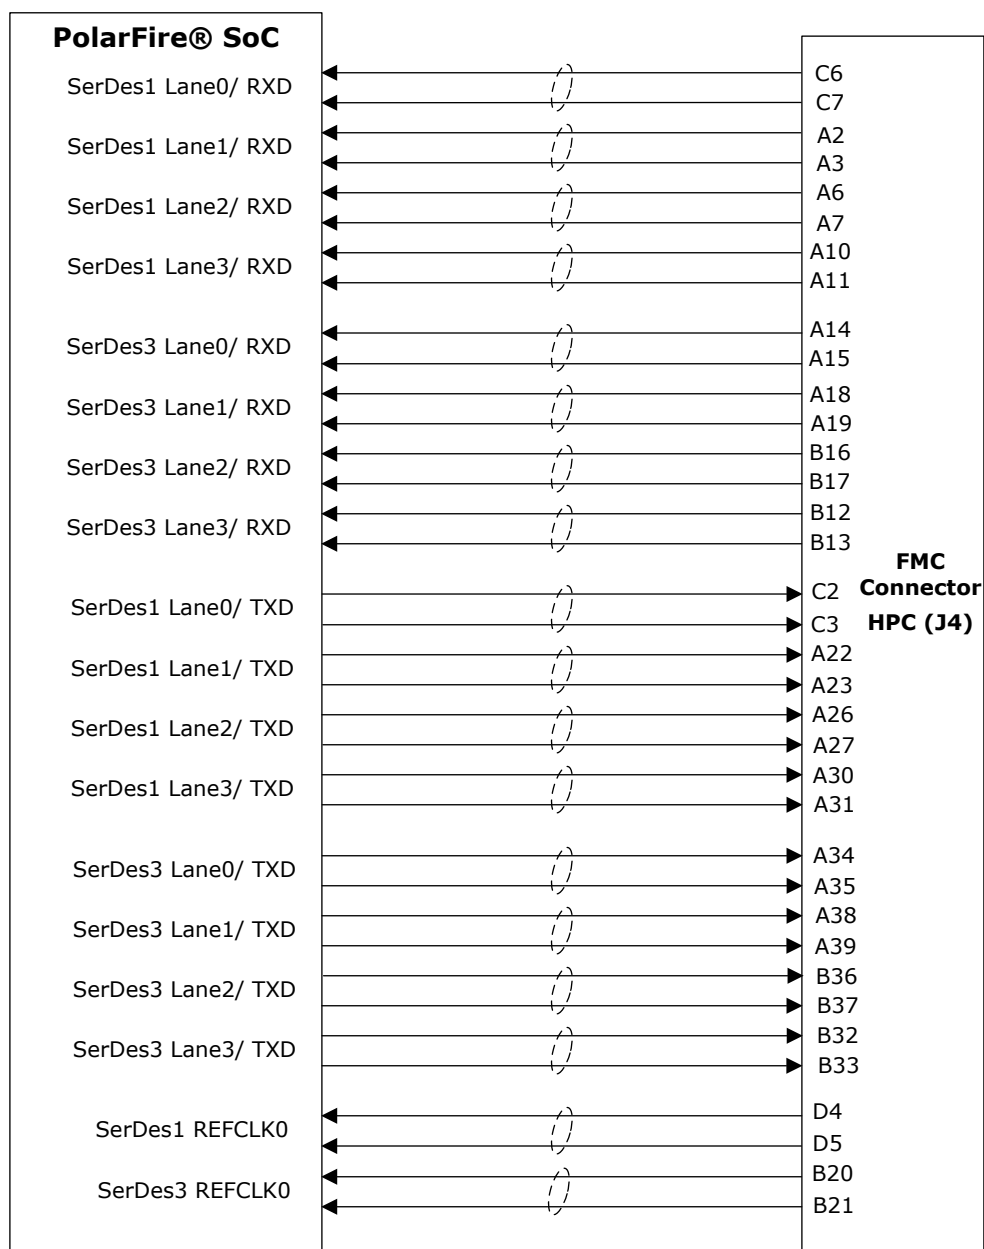 PolarFire® SoC
SerDes1 Lane0/ RXD
C6
C7
SerDes1 Lane1/ RXD
A2
A3
SerDes1 Lane2/ RXD
A6
A7
SerDes1 Lane3/ RXD
A10
A11
SerDes3 Lane0/ RXD
A14
A15
SerDes3 Lane1/ RXD
A18
A19
SerDes3 Lane2/ RXD
B16
B17
SerDes3 Lane3/ RXD
B12
B13
FMC
Connector
HPC (J4)
SerDes1 Lane0/ TXD
C2
C3
SerDes1 Lane1/ TXD
A22
A23
SerDes1 Lane2/ TXD
A26
A27
SerDes1 Lane3/ TXD
A30
A31
SerDes3 Lane0/ TXD
A34
A35
SerDes3 Lane1/ TXD
A38
A39
SerDes3 Lane2/ TXD
B36
B37
SerDes3 Lane3/ TXD
B32
B33
SerDes1 REFCLK0
D4
D5
SerDes3 REFCLK0
B20
B21